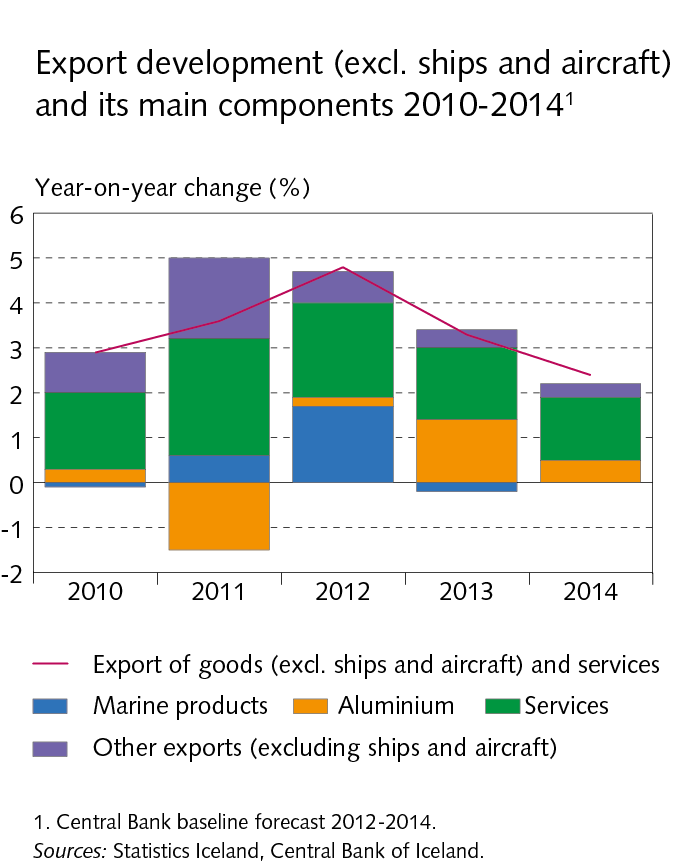 Export development (excl. ships and aircraft)
and its main components 2010-2014¹
Year-on-year change (%)
6
5
4
3
2
1
0
-1
-2
2010 2011 2012 2013 2014
Export of goods (excl. ships and aircraft) and services
Marine products Aluminium Services
Other exports (excluding ships and aircraft)
1. Central Bank baseline forecast 2012-2014.
Sources: Statistics Iceland, Central Bank of Iceland.